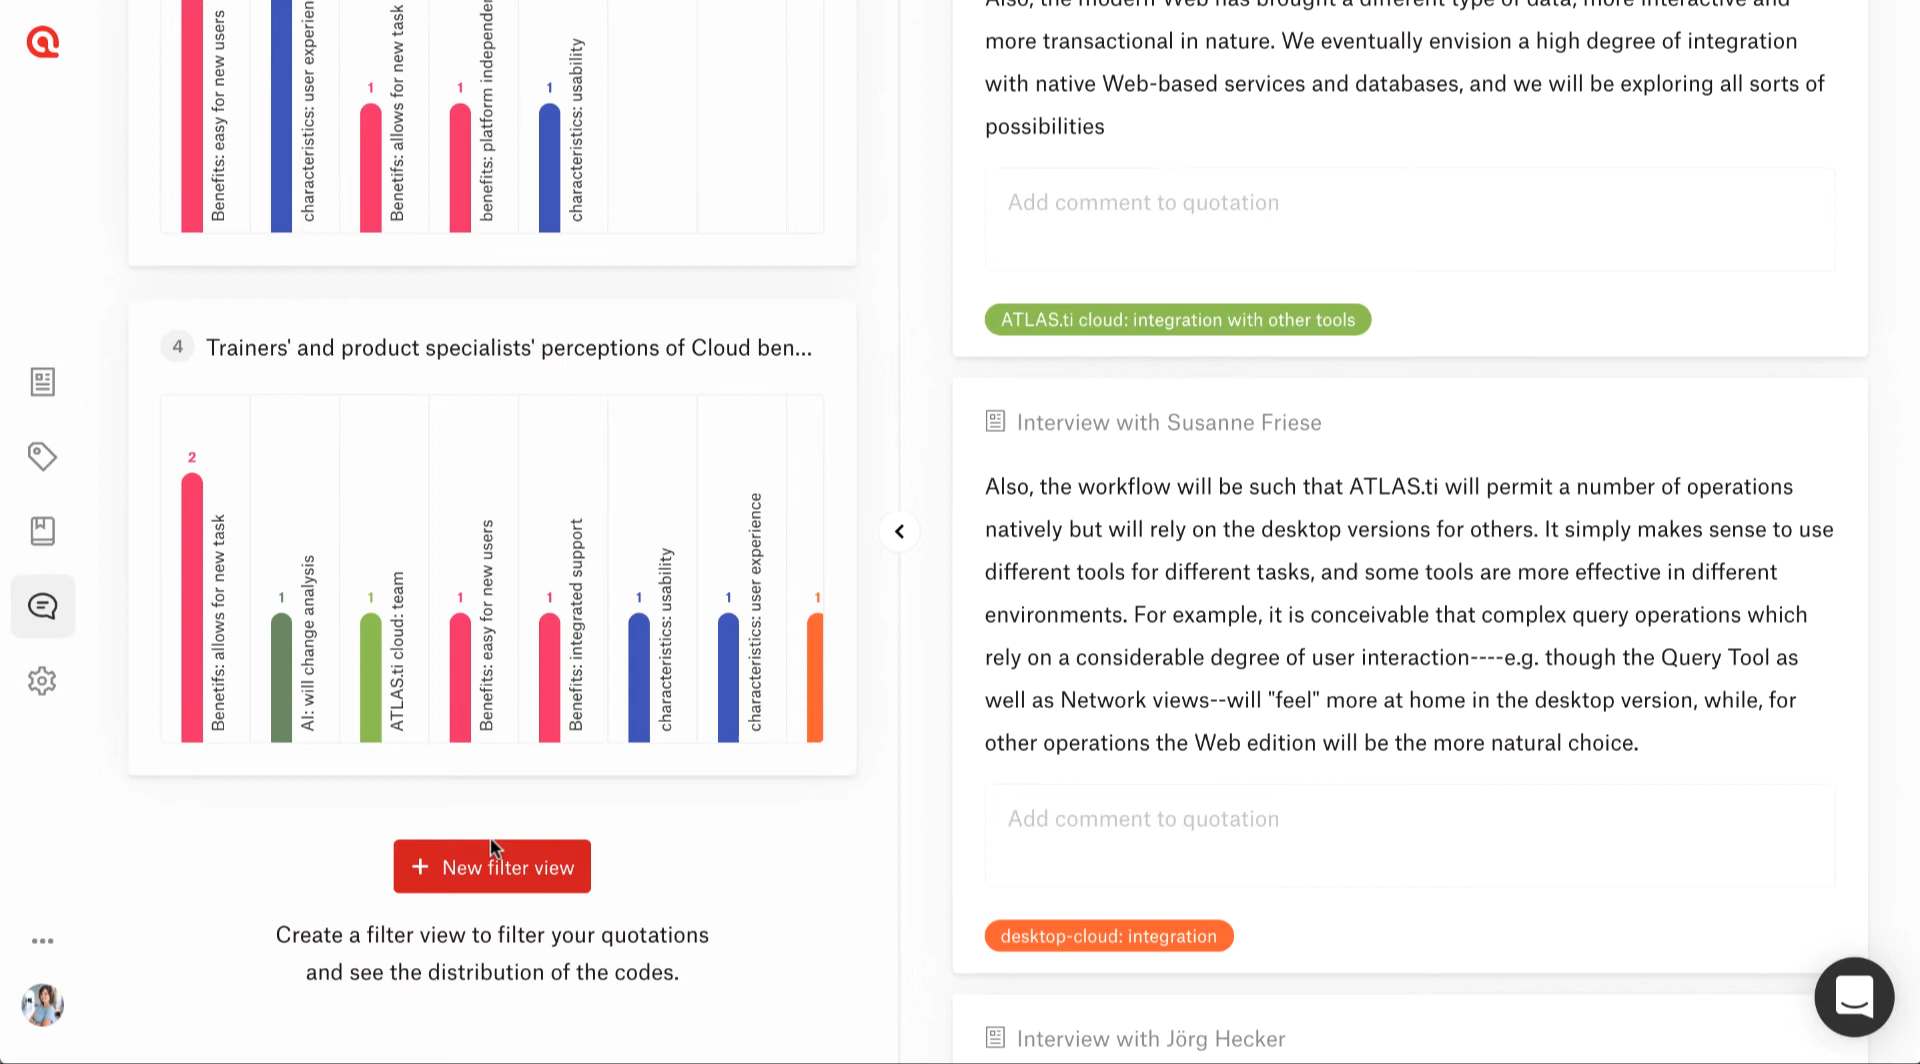 Benefits: easy for new users
characteristics: user experien
1
Benetifs: allows for new task
1
benefits: platform independen
1
characteristics: usability
4
Trainers' and product specialists' perceptions of Cloud ben...
2
Benetifs: allows for new task
1
AI: will change analysis
1
ATLAS.ti cloud: team
1
Benefits: easy for new users
1
Benefits: integrated support
1
characteristics: usability
1
characteristics: user experience
1
+ New filter view
Create a filter view to filter your quotations
and see the distribution of the codes.
Also, the modern Web has brought a different type of data, more interactive and
more transactional in nature. We eventually envision a high degree of integration
with native Web-based services and databases, and we will be exploring all sorts of
possibilities
Add comment to quotation
ATLAS.ti cloud: integration with other tools
Interview with Susanne Friese
Also, the workflow will be such that ATLAS.ti will permit a number of operations
natively but will rely on the desktop versions for others. It simply makes sense to use
different tools for different tasks, and some tools are more effective in different
environments. For example, it is conceivable that complex query operations which
rely on a considerable degree of user interaction----e.g. though the Query Tool as
well as Network views--will "feel" more at home in the desktop version, while, for
other operations the Web edition will be the more natural choice.
Add comment to quotation
desktop-cloud: integration
Interview with Jörg Hecker